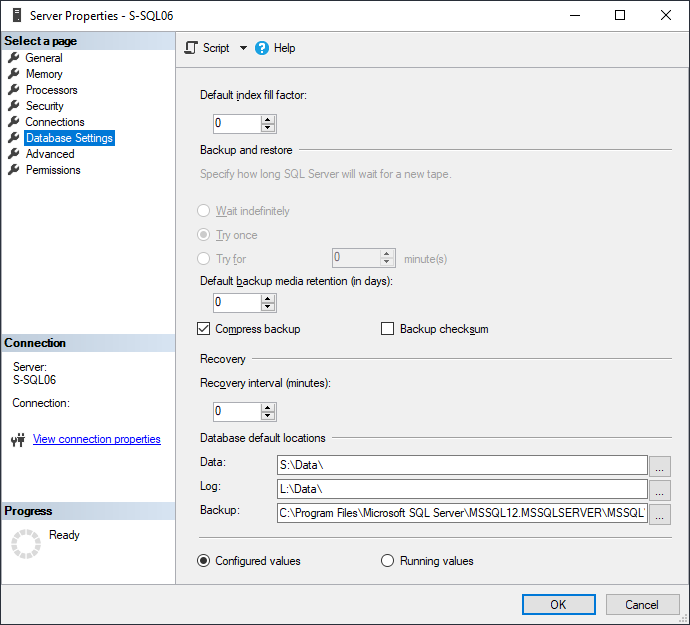 Server Properties - S-SQL06
Select a page
General
Memory
Processors
Security
Connections
Database Settings
Advanced
Permissions
Connection
Server:
S-SQL06
Connection:
View connection properties
Progress
Ready
Script
Help
Default index fill factor:
0
Backup and restore
Specify how long SQL Server will wait for a new tape.
Wait indefinitely
Try once
Try for 0 minute(s)
Default backup media retention (in days):
0
Compress backup Backup checksum
Recovery
Recovery interval (minutes):
0
Database default locations
Data: S:\Data\ ...
Log: L:\Data\ ...
Backup: C:\Program Files\Microsoft SQL Server\MSSQL12.MSSQLSERVER\MSSQL\ ...
Configured values Running values
OK Cancel